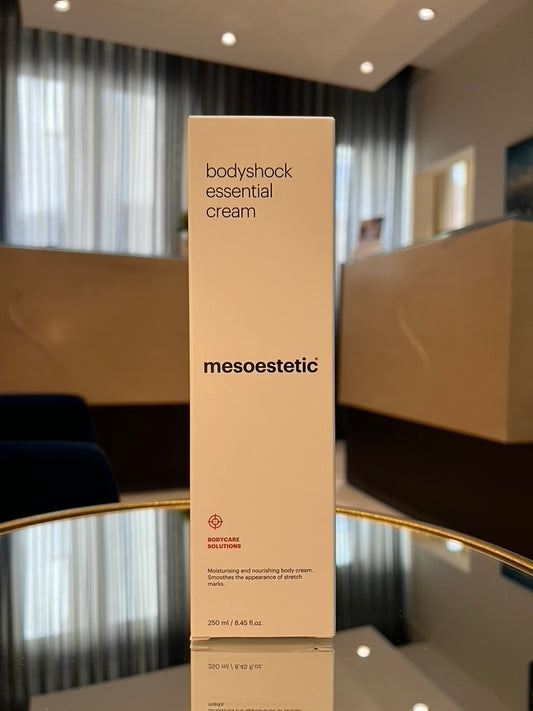 bodyshock
essential
cream
mesoestetic®
BODYCARE
SOLUTIONS
Moisturising and nourishing body cream.
Smoothes the appearance of stretch
marks.
250 ml / 8.45 fl.oz.